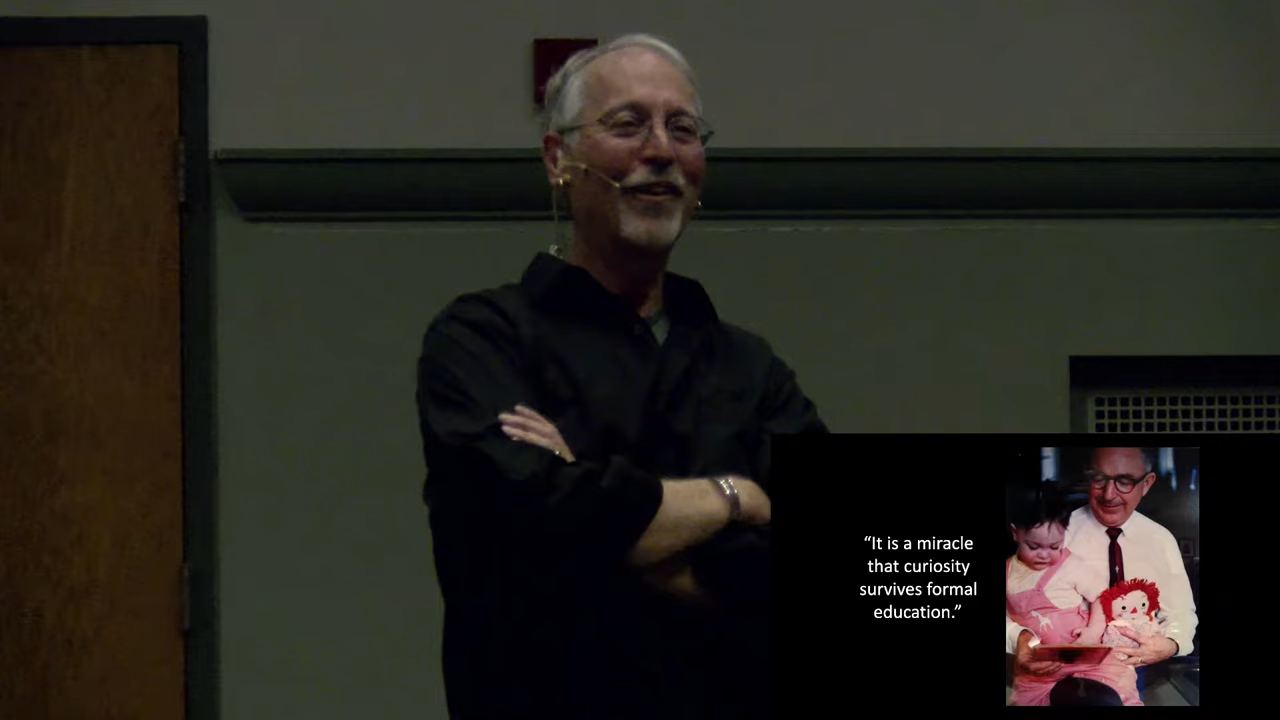 “It is a miracle
that curiosity
survives formal
education.”